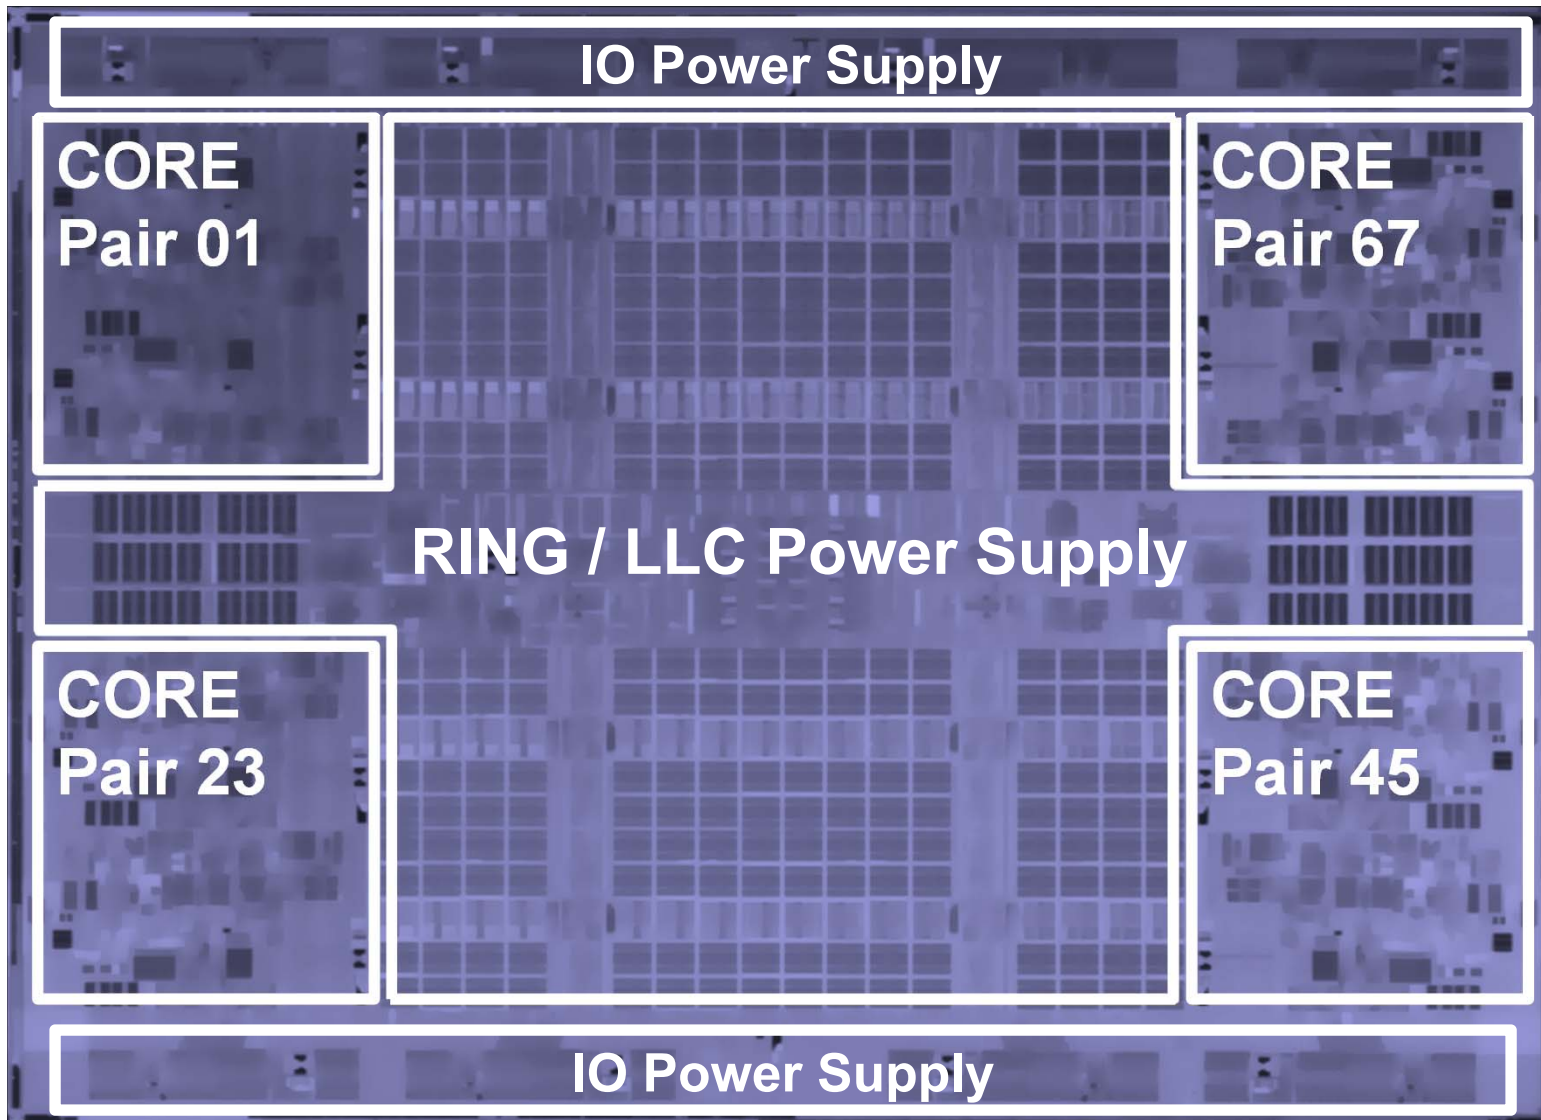 IO Power Supply
CORE
Pair 01
CORE
Pair 67
RING / LLC Power Supply
CORE
Pair 23
CORE
Pair 45
IO Power Supply